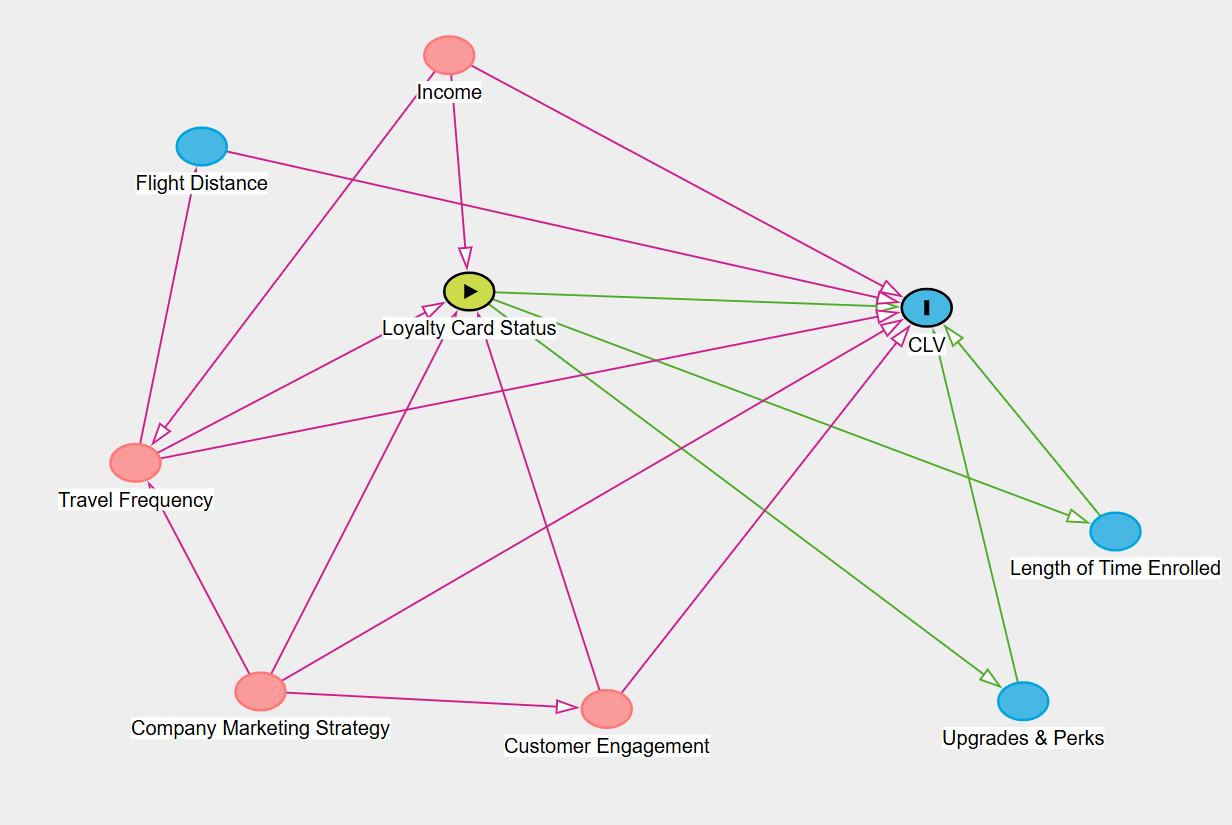 Income
Flight Distance
Loyalty Card Status
CLV
Travel Frequency
Length of Time Enrolled
Company Marketing Strategy
Customer Engagement
Upgrades & Perks